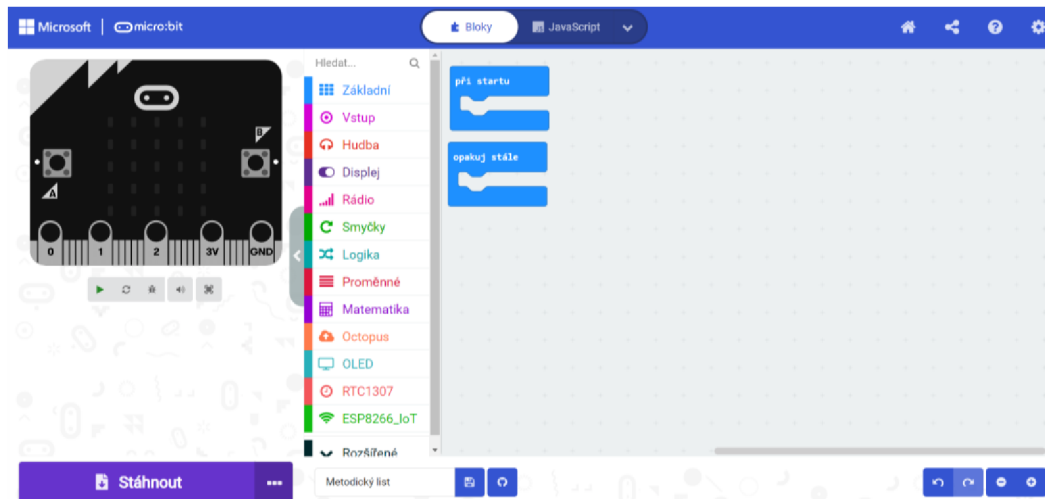 Microsoft | micro:bit
Bloky
JavaScript
Hledat...
Základní
Vstup
Hudba
Displej
Rádio
Smyčky
Logika
Proměnné
Matematika
Octopus
OLED
RTC1307
ESP8266_IoT
Rozšířené
při startu
opakuj stále
A
B
0 1 2 3V GND
Stáhnout
Metodický list